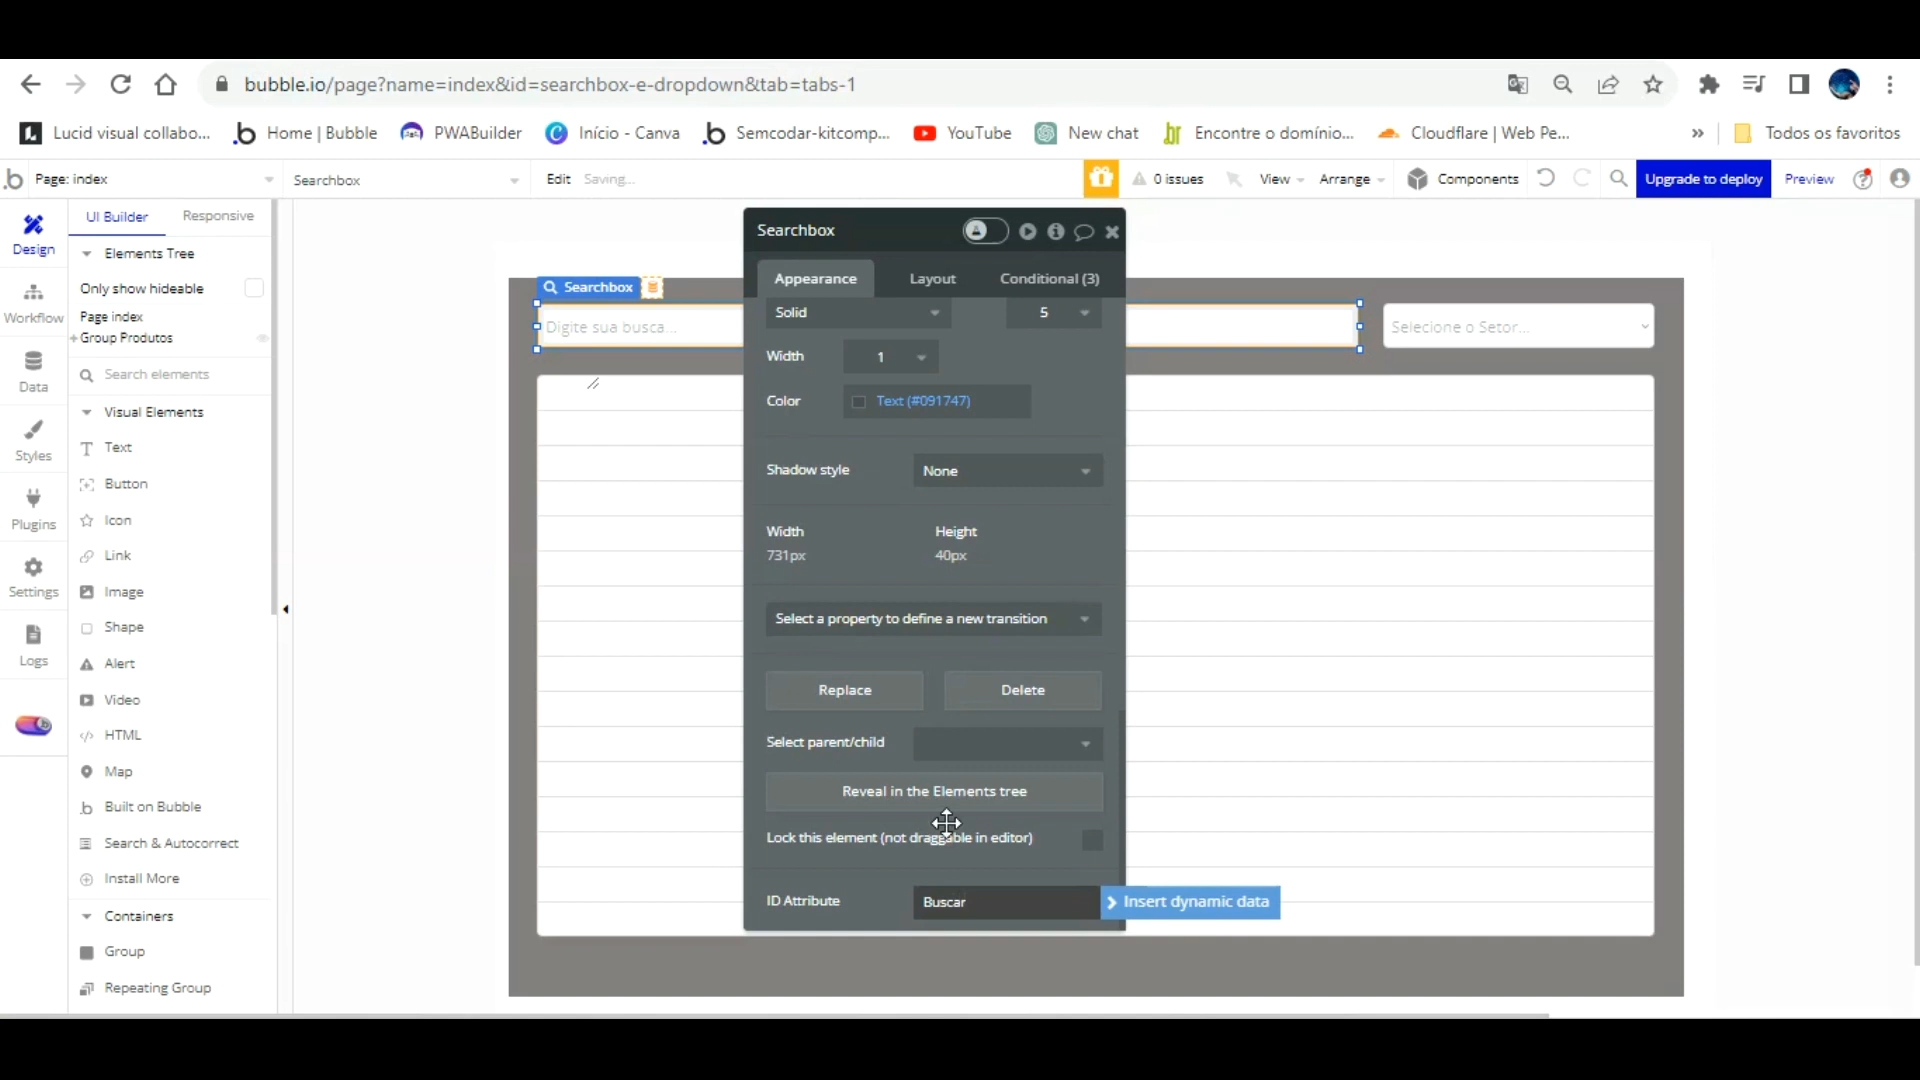 bubble.io/page?name=index&id=searchbox-e-dropdown&tab=tabs-1
Lucid visual collabo... Home | Bubble PWABuilder Início - Canva Semcodar-kitcomp... YouTube New chat Encontre o domínio... Cloudflare | Web Pe... » Todos os favoritos
Page: index Searchbox Edit Saving... 0 issues View Arrange Components Upgrade to deploy Preview
Design
Workflow
Data
Styles
Plugins
Settings
Logs
UI Builder Responsive
Elements Tree
Only show hideable
Page index
+Group Produtos
Search elements
Visual Elements
Text
Button
Icon
Link
Image
Shape
Alert
Video
HTML
Map
Built on Bubble
Search & Autocorrect
Install More
Containers
Group
Repeating Group
Searchbox
Digite sua busca...
Selecione o Setor...
Searchbox
Appearance Layout Conditional (3)
Solid 5
Width 1
Color Text (#091747)
Shadow style None
Width Height
731px 40px
Select a property to define a new transition
Replace Delete
Select parent/child
Reveal in the Elements tree
Lock this element (not draggable in editor)
ID Attribute Buscar Insert dynamic data